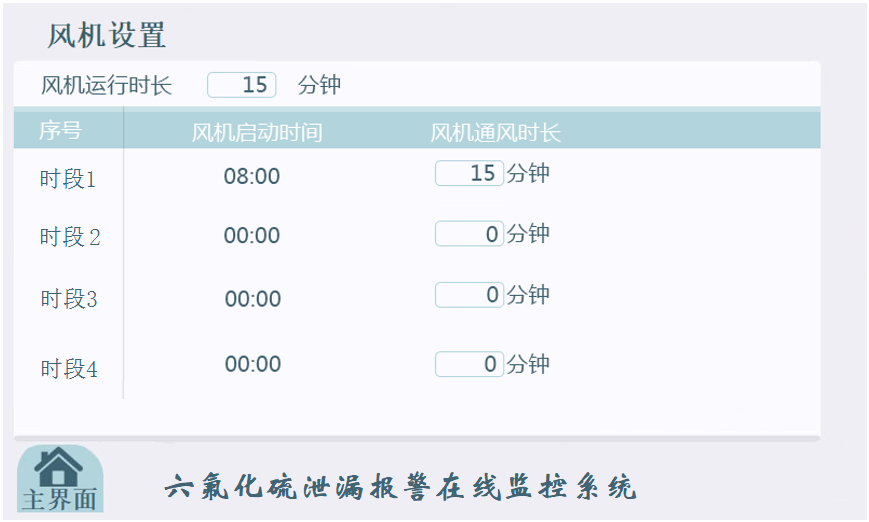 风机设置
风机运行时长 15 分钟
序号 风机启动时间 风机通风时长
时段1 08:00 15 分钟
时段2 00:00 0 分钟
时段3 00:00 0 分钟
时段4 00:00 0 分钟
主界面 六氟化硫泄漏报警在线监控系统